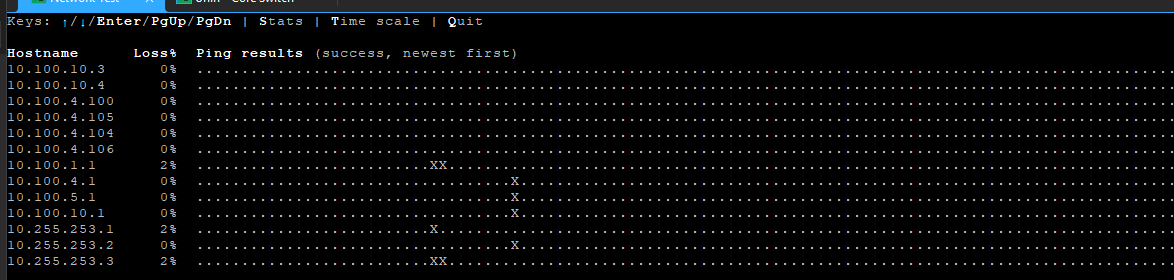 Network Test X - Core Switch
Keys: ↑/↓/Enter/PgUp/PgDn | Stats | Time scale | Quit
Hostname Loss% Ping results (success, newest first)
10.100.10.3 0% ............................................................................................................
10.100.10.4 0% ............................................................................................................
10.100.4.100 0% ............................................................................................................
10.100.4.105 0% ............................................................................................................
10.100.4.104 0% ............................................................................................................
10.100.4.106 0% ............................................................................................................
10.100.1.1 2% ..........................XX................................................................................
10.100.4.1 0% ...................................X........................................................................
10.100.5.1 0% ...................................X........................................................................
10.100.10.1 0% ...................................X........................................................................
10.255.253.1 2% ..........................X.................................................................................
10.255.253.2 0% ...................................X........................................................................
10.255.253.3 2% ..........................XX................................................................................